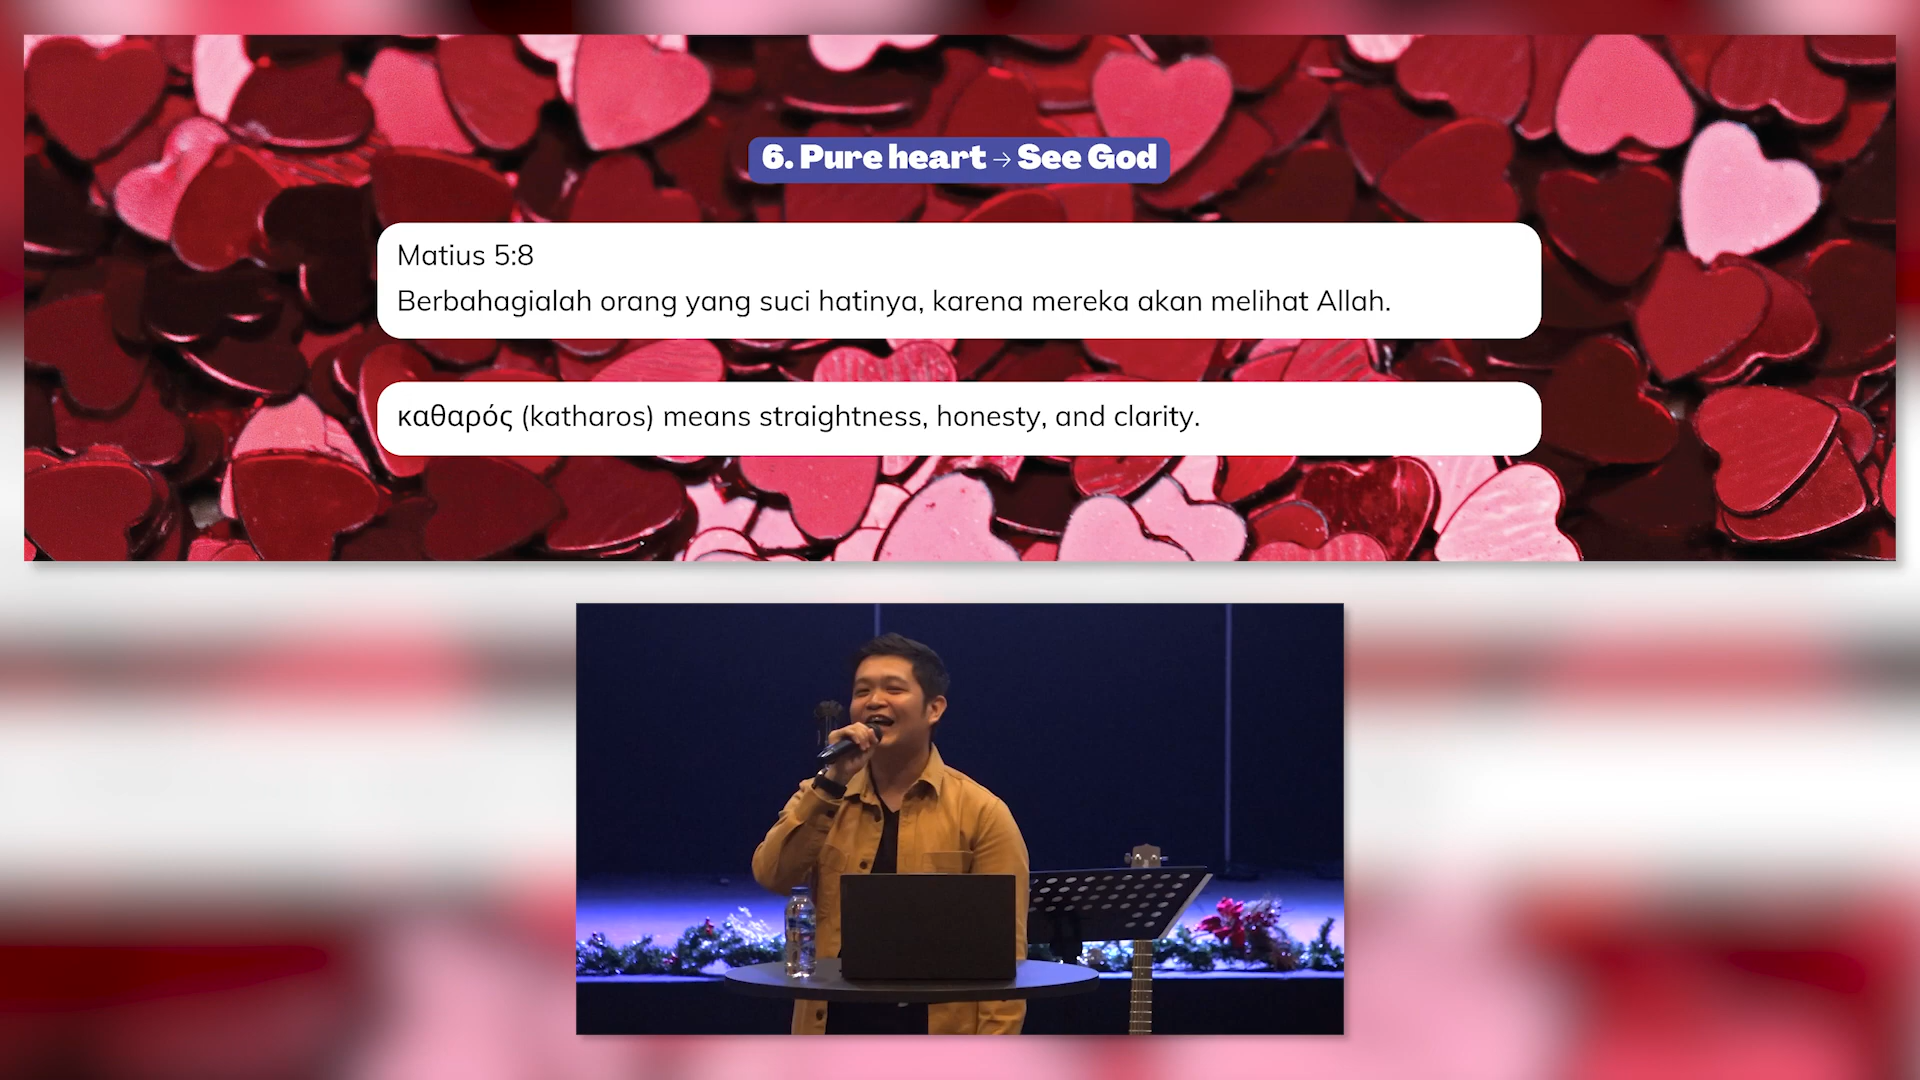 6. Pure heart → See God
Matius 5:8
Berbahagialah orang yang suci hatinya, karena mereka akan melihat Allah.
καθαρός (katharos) means straightness, honesty, and clarity.